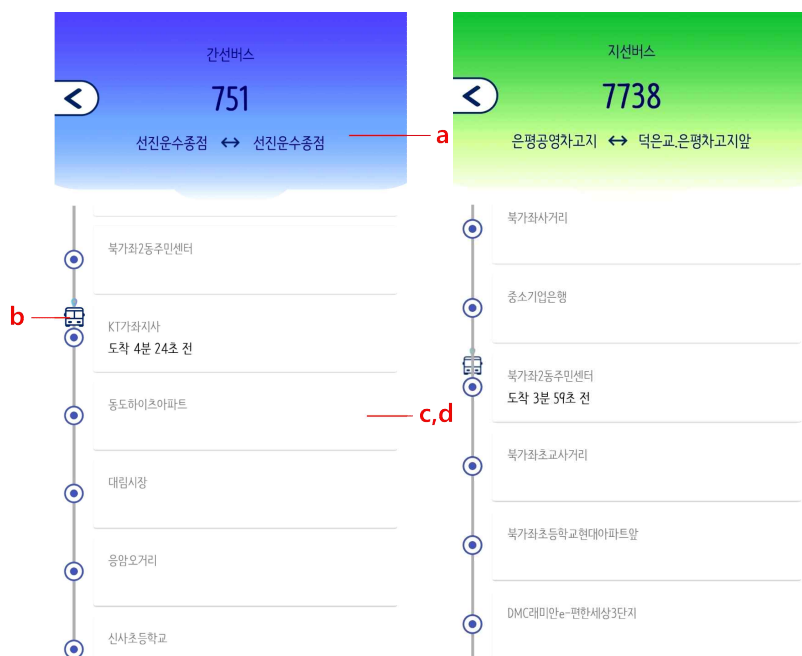 간선버스
751
선진운수종점 ↔ 선진운수종점
a
북가좌2동주민센터
b
KT가좌지사
도착 4분 24초 전
동도하이츠아파트
c,d
대림시장
응암오거리
신사초등학교
지선버스
7738
은평공영차고지 ↔ 덕은교.은평차고지앞
북가좌사거리
중소기업은행
북가좌2동주민센터
도착 3분 59초 전
북가좌초교사거리
북가좌초등학교현대아파트앞
DMC래미안e-편한세상3단지